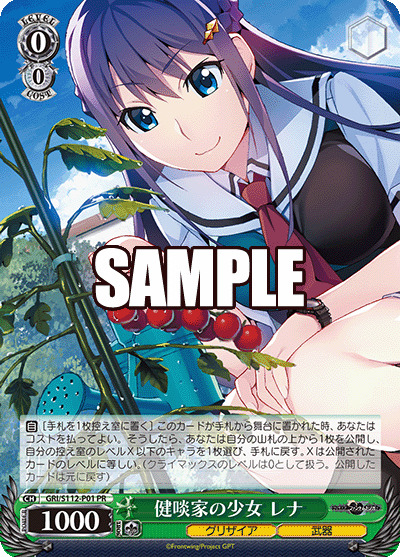 LEVEL
0
0
COST
SAMPLE
自 [手札を1枚控え室に置く] このカードが手札から舞台に置かれた時、あなたは
コストを払ってよい。そうしたら、あなたは自分の山札の上から1枚を公開し、
自分の控え室のレベルX以下のキャラを1枚選び、手札に戻す。Xは公開され
たカードのレベルに等しい。(クライマックスのレベルは0として扱う。公開した
カードは元に戻す)
CH GRI/S112-P01 PR
POWER 1000
健啖家の少女 レナ
グリザイア 武器
©Frontwing/Project GPT